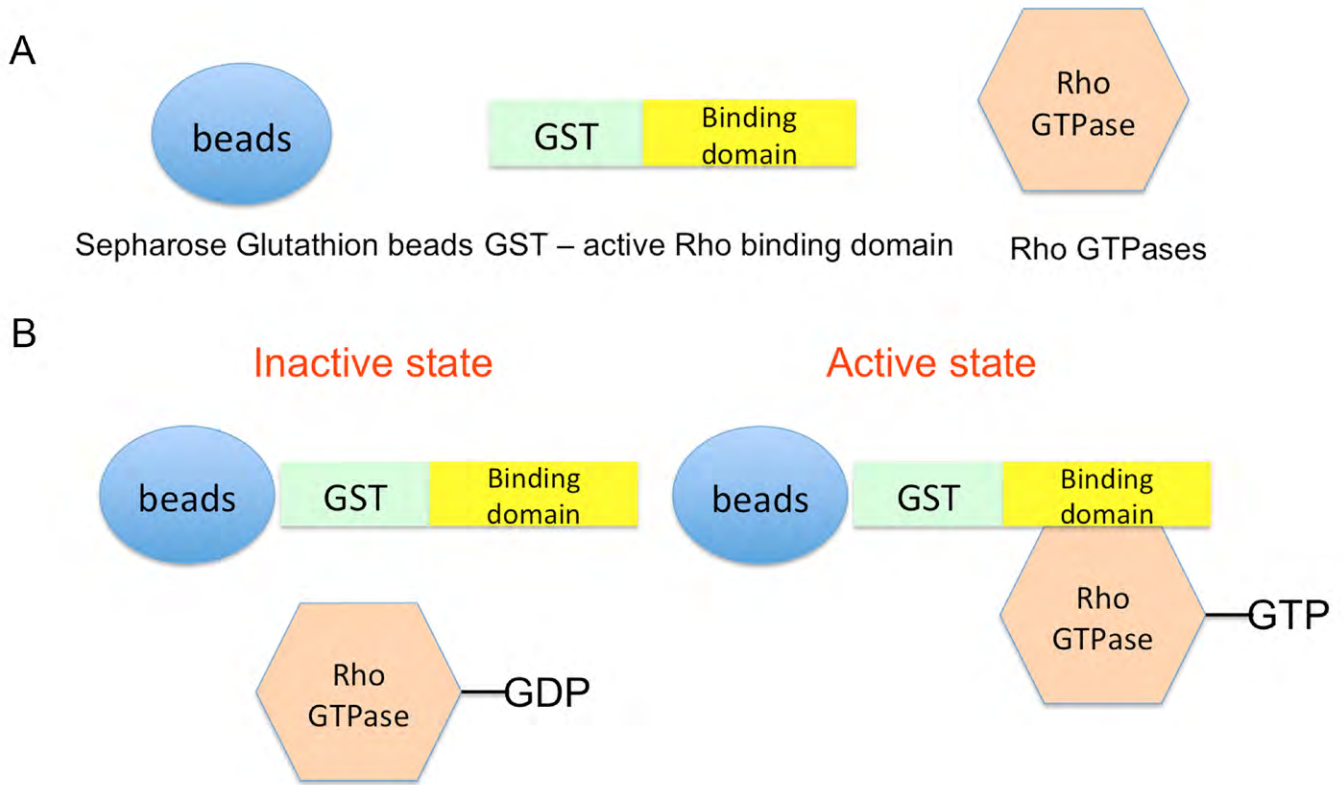 A
beads
GST
Binding
domain
Rho
GTPase
Sepharose Glutathion beads
GST – active Rho binding domain
Rho GTPases
B
Inactive state
Active state
beads
GST
Binding
domain
Rho
GTPase
GDP
beads
GST
Binding
domain
Rho
GTPase
GTP